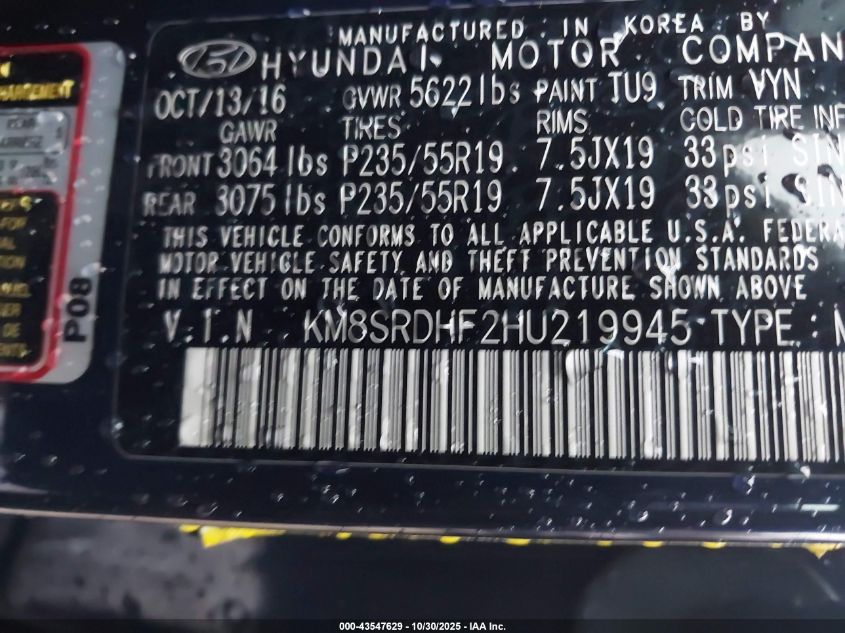 MANUFACTURED IN KOREA BY
HYUNDAI MOTOR COMPAN
OCT/13/16 GVWR 5622lbs PAINT TU9 TRIM VYN
GAWR TIRES RIMS COLD TIRE INF
FRONT 3064 lbs P235/55R19 7.5JX19 33psi SIN
REAR 3075 lbs P235/55R19 7.5JX19 33psi SIN
THIS VEHICLE CONFORMS TO ALL APPLICABLE U.S.A. FEDERA
MOTOR VEHICLE SAFETY AND THEFT PREVENTION STANDARDS
IN EFFECT ON THE DATE OF MANUFACTURE SHOWN ABOVE
V.I.N KM8SRDHF2HU219945 TYPE : M
P08
000-43547629 - 10/30/2025 - IAA Inc.